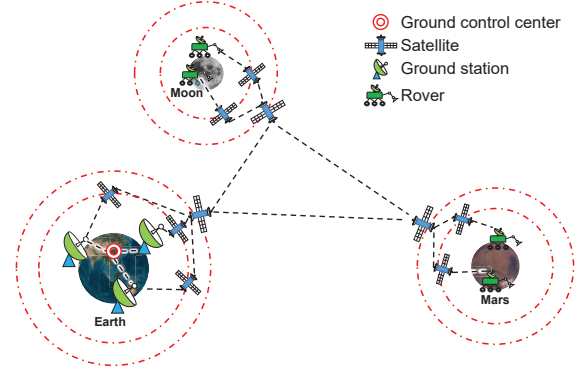 Ground control center
Satellite
Ground station
Rover
Moon
Earth
Mars